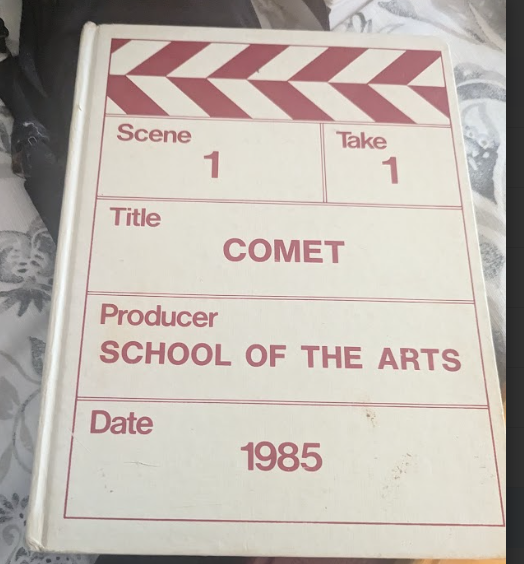 Scene
1
Take
1
Title
COMET
Producer
SCHOOL OF THE ARTS
Date
1985